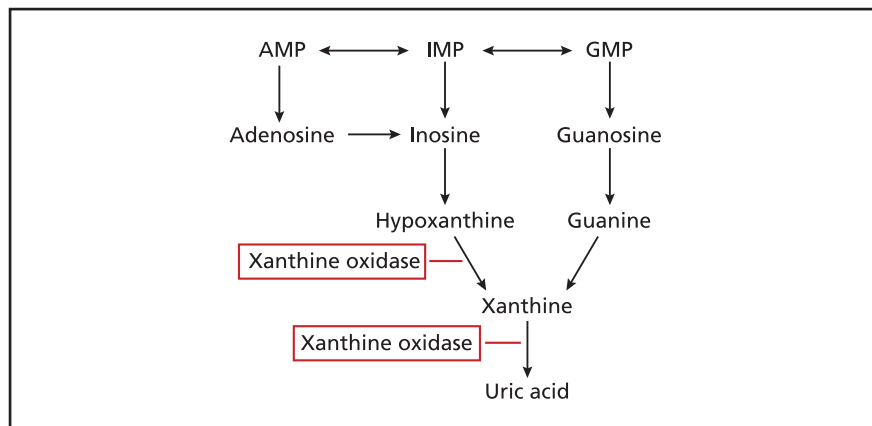 AMP IMP GMP
Adenosine Inosine Guanosine
Hypoxanthine Guanine
Xanthine oxidase
Xanthine
Xanthine oxidase
Uric acid